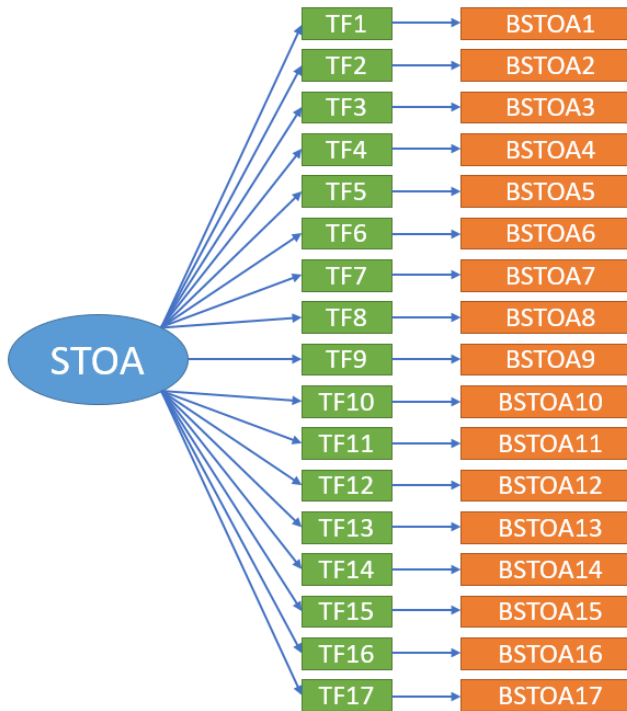 TF1 BSTOA1
TF2 BSTOA2
TF3 BSTOA3
TF4 BSTOA4
TF5 BSTOA5
TF6 BSTOA6
TF7 BSTOA7
TF8 BSTOA8
STOA TF9 BSTOA9
TF10 BSTOA10
TF11 BSTOA11
TF12 BSTOA12
TF13 BSTOA13
TF14 BSTOA14
TF15 BSTOA15
TF16 BSTOA16
TF17 BSTOA17